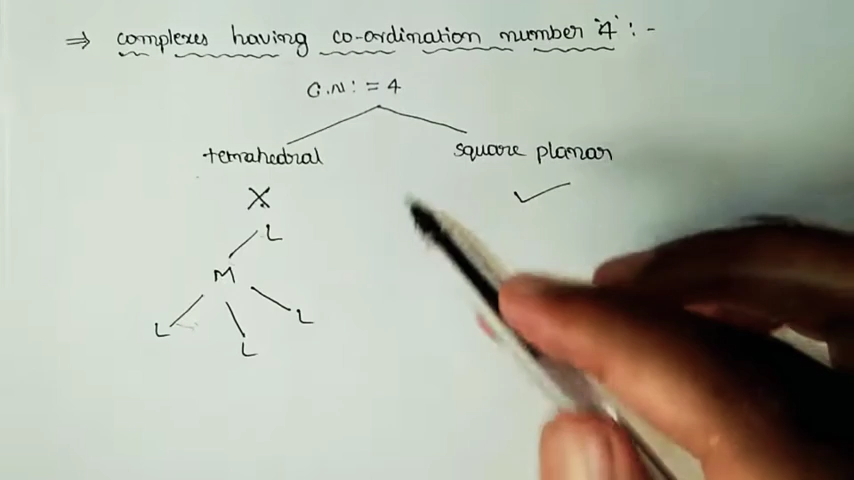 ⇒ complexes having co-ordination number '4' : -
C.N : = 4
tetrahedral square planar
X ✓
L
M
L L
L